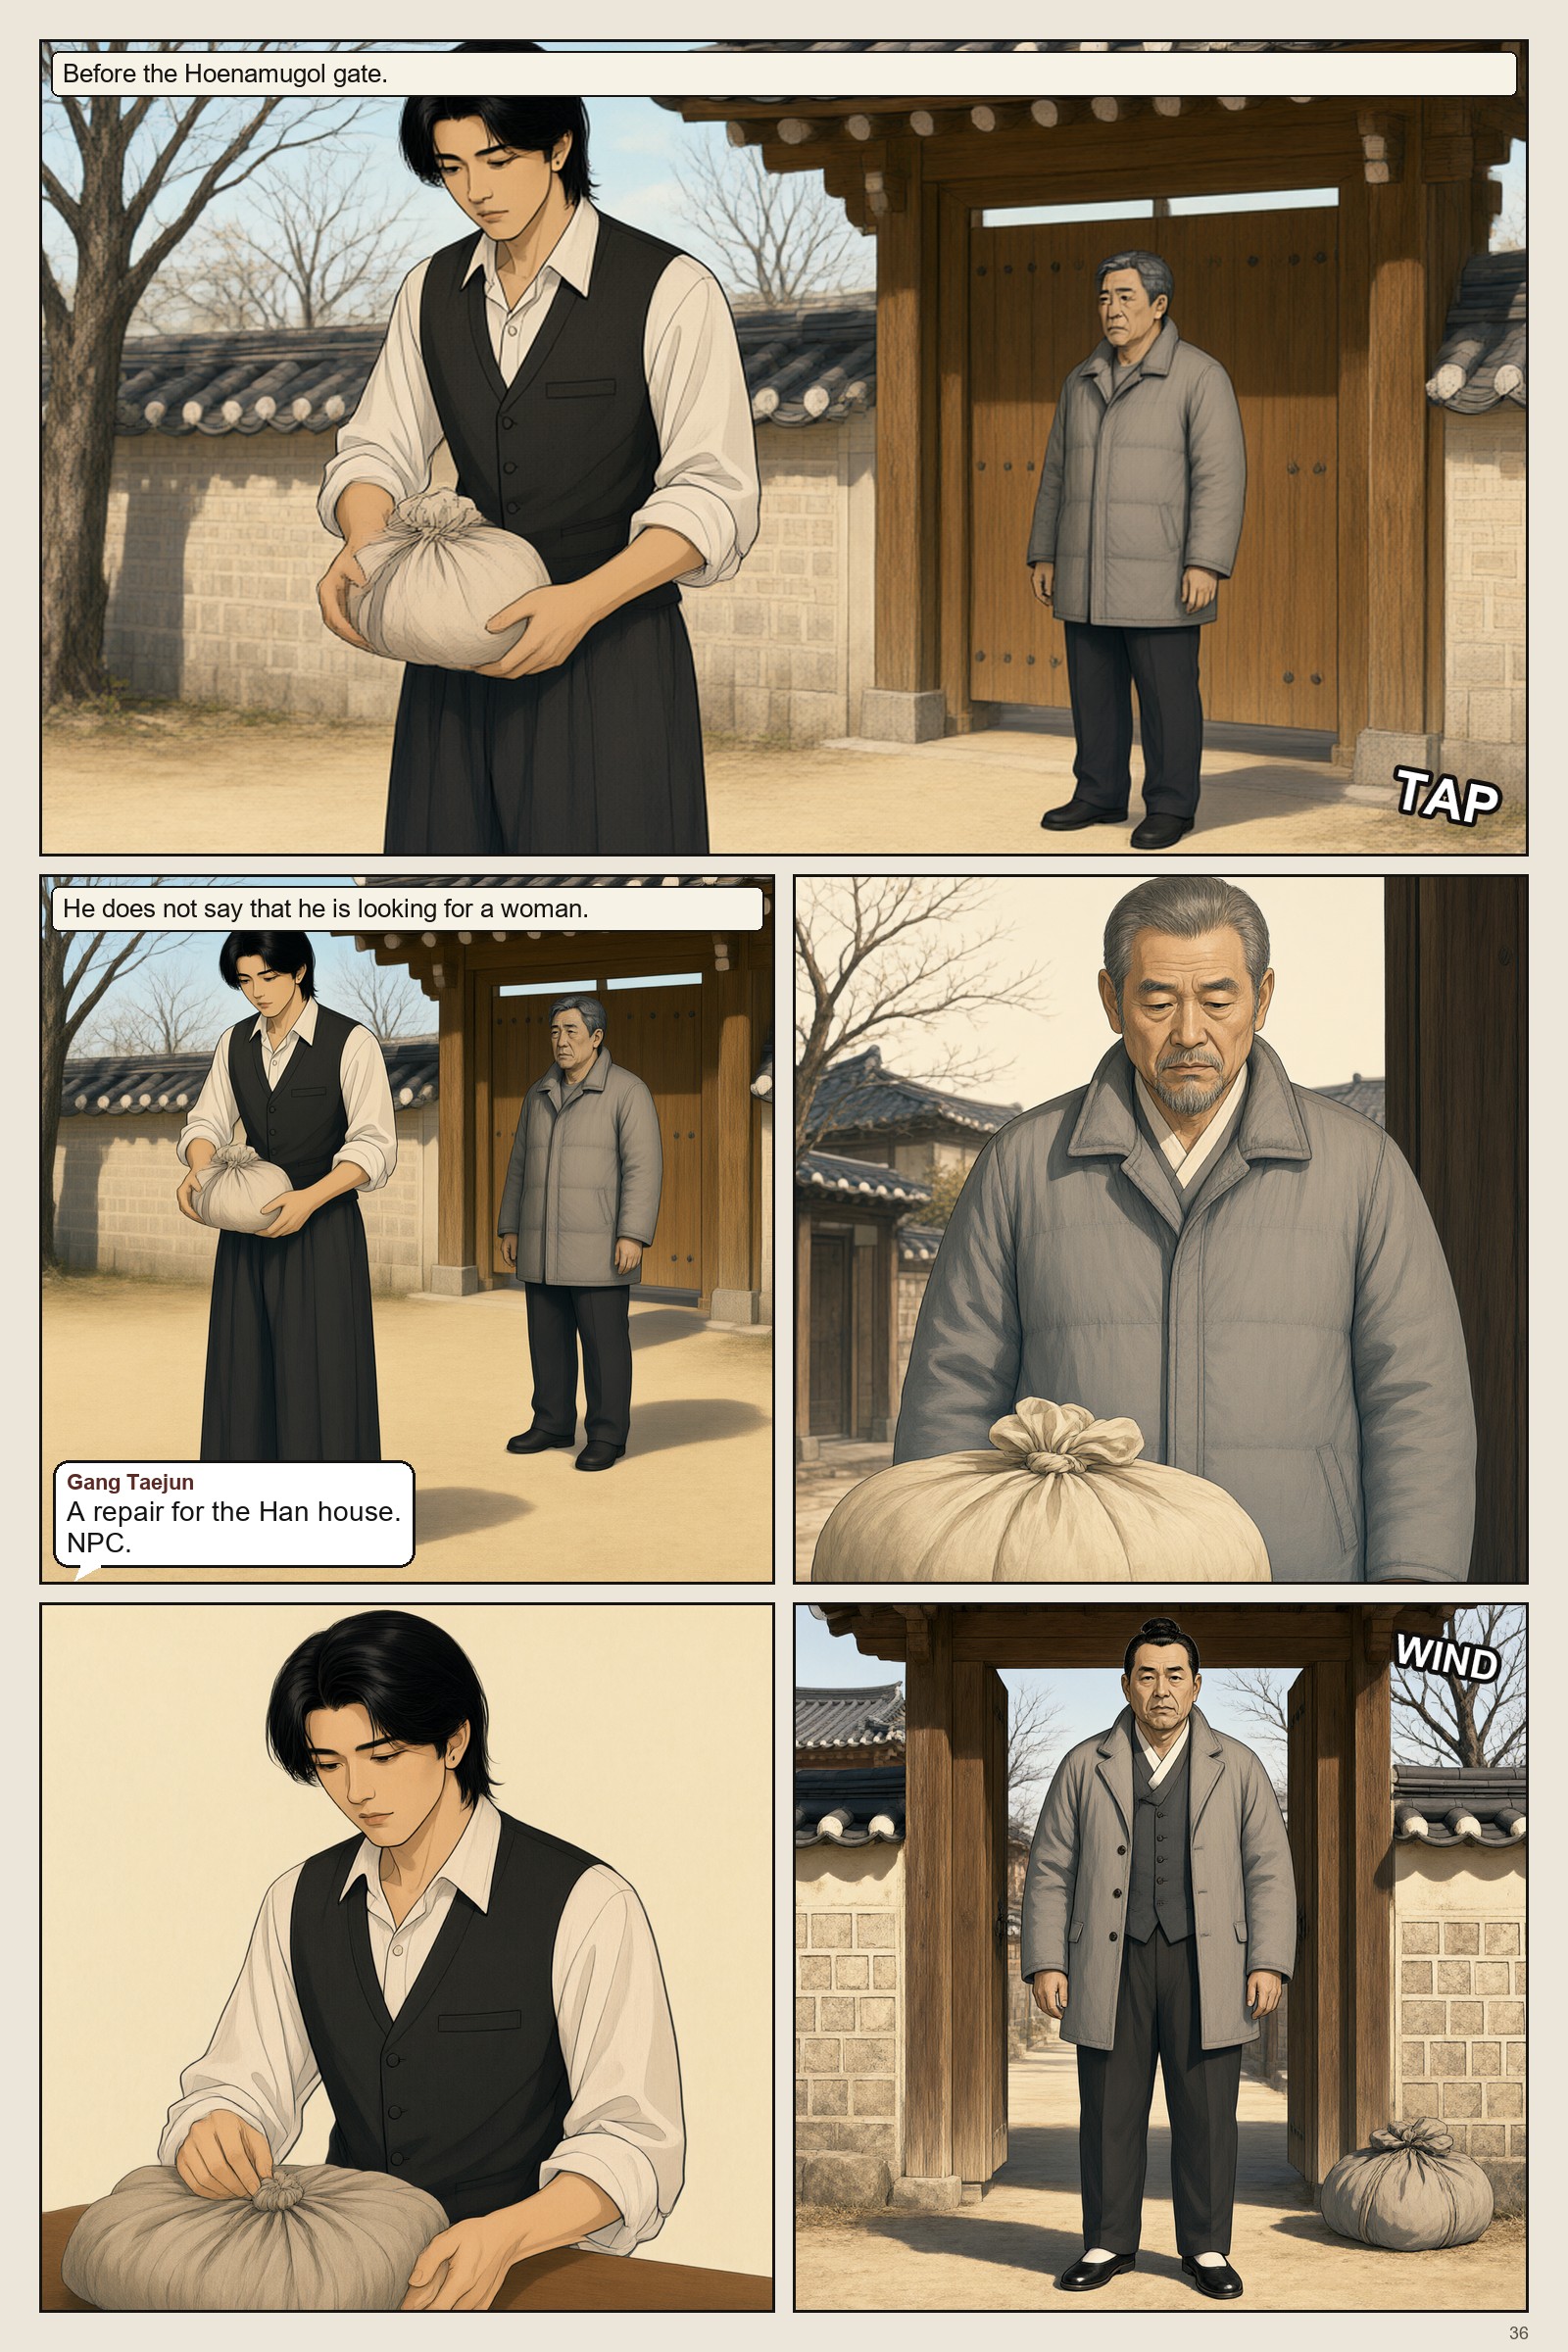 Before the Hoenamugol gate.
TAP
He does not say that he is looking for a woman.
Gang Taejun
A repair for the Han house.
NPC.
WIND
36